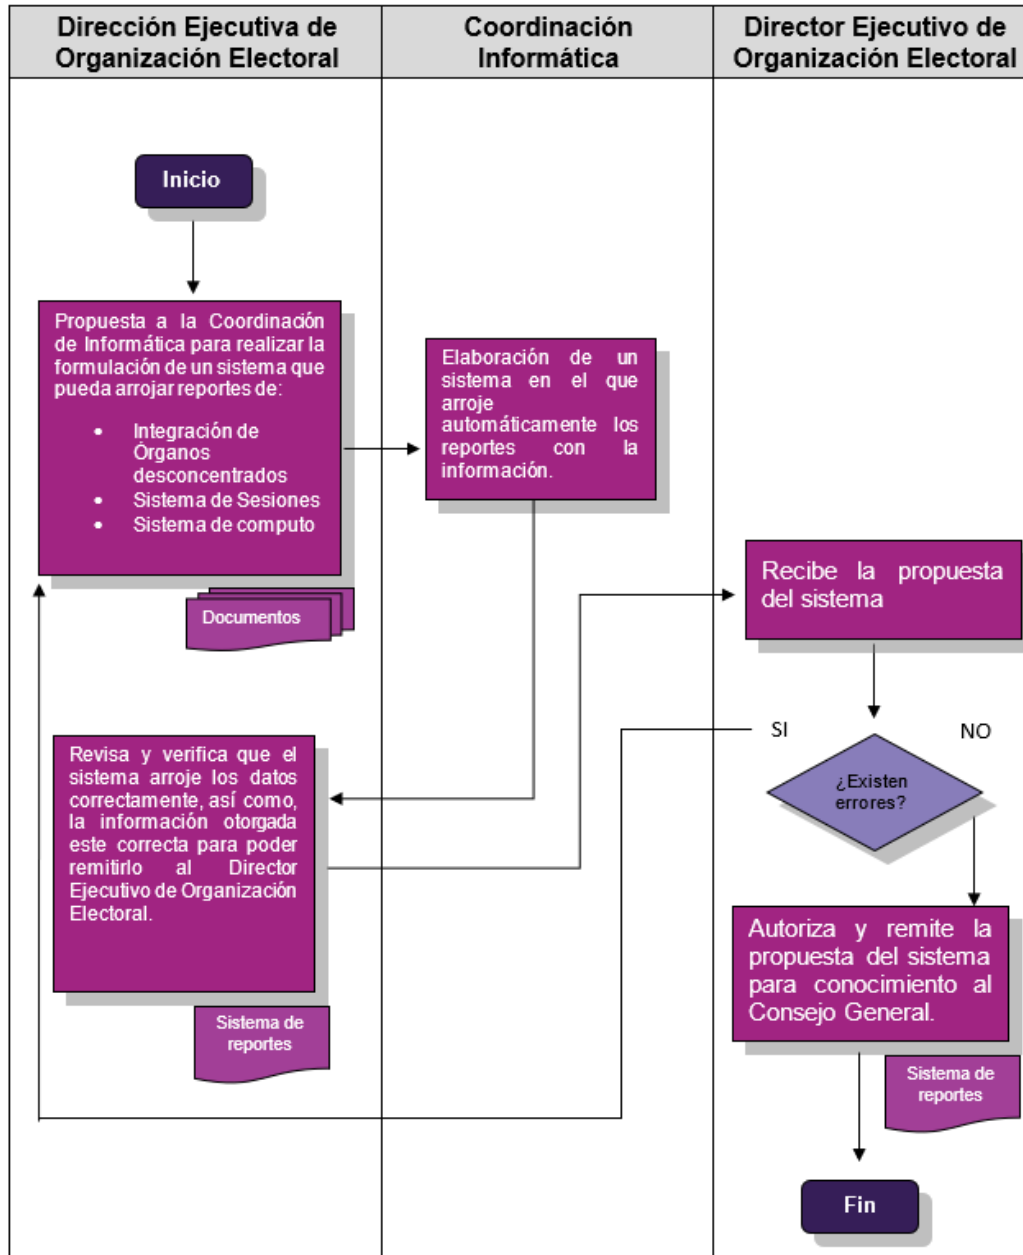 Dirección Ejecutiva de
Organización Electoral
Coordinación
Informática
Director Ejecutivo de
Organización Electoral
Inicio
Propuesta a la Coordinación
de Informática para realizar la
formulación de un sistema que
pueda arrojar reportes de:
• Integración de
Órganos
desconcentrados
• Sistema de Sesiones
• Sistema de computo
Documentos
Elaboración de un
sistema en el que
arroje
automáticamente los
reportes con la
información.
Recibe la propuesta
del sistema
SI
NO
¿Existen
errores?
Revisa y verifica que el
sistema arroje los datos
correctamente, así como,
la información otorgada
este correcta para poder
remitirlo al Director
Ejecutivo de Organización
Electoral.
Sistema de
reportes
Autoriza y remite la
propuesta del sistema
para conocimiento al
Consejo General.
Sistema de
reportes
Fin